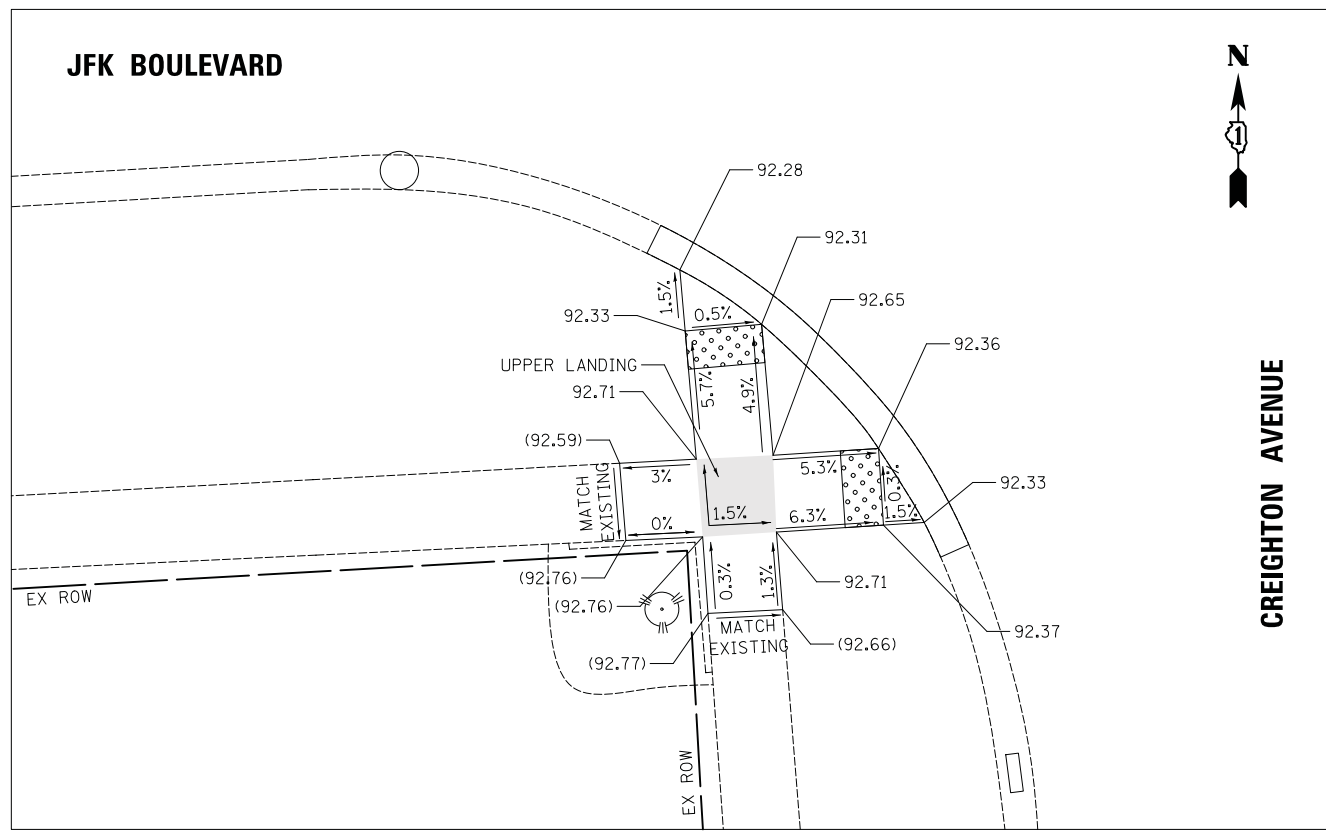 JFK BOULEVARD
N
1
92.28
92.31
1.5%
0.5%
92.65
92.33
92.36
UPPER LANDING
92.71
5.7%
4.9%
(92.59)
3%
5.3%
0.3%
92.33
MATCH
EXISTING
0%
1.5%
6.3%
1.5%
(92.76)
92.71
EX ROW
(92.76)
0.3%
1.3%
MATCH
EXISTING
92.37
(92.77)
(92.66)
EX ROW
CREIGHTON AVENUE